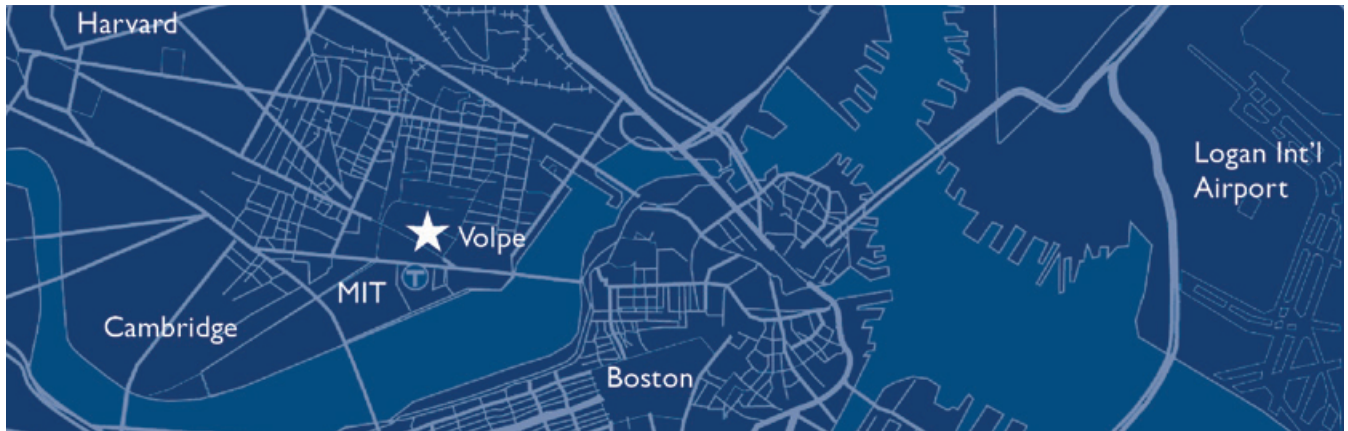 Harvard
Logan Int'l
Airport
Volpe
T
MIT
Cambridge
Boston